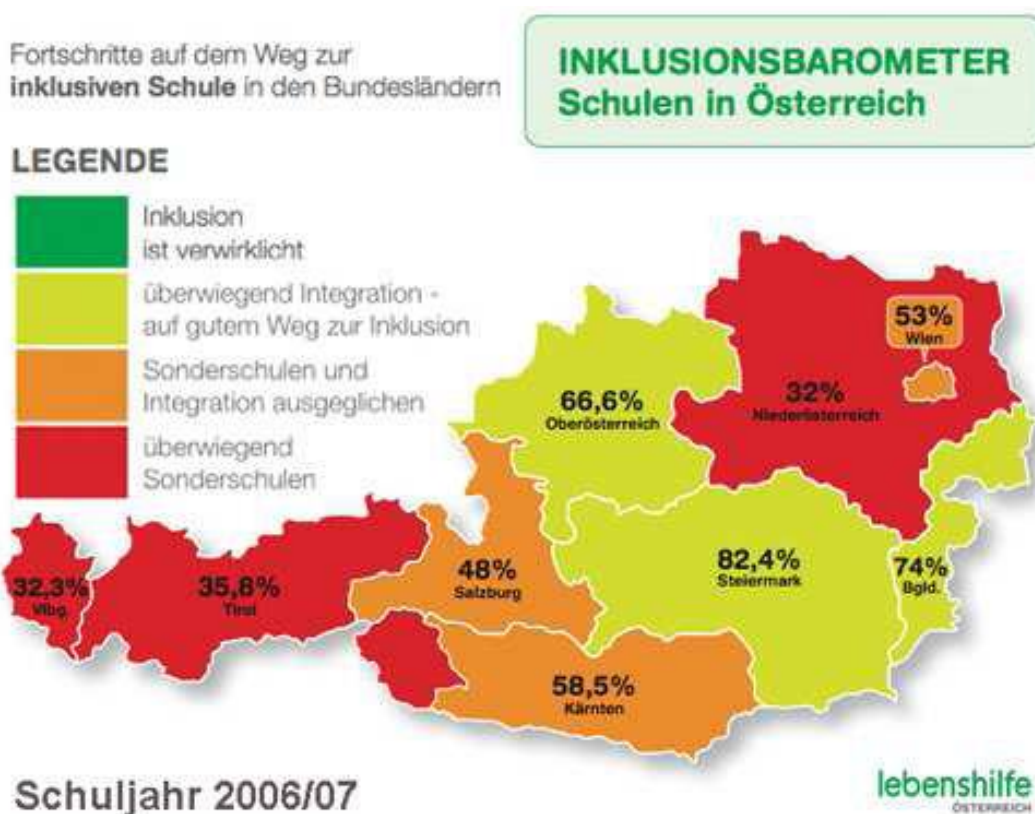 Fortschritte auf dem Weg zur
inklusiven Schule in den Bundesländern
INKLUSIONSBAROMETER
Schulen in Österreich
LEGENDE
Inklusion
ist verwirklicht
überwiegend Integration -
auf gutem Weg zur Inklusion
Sonderschulen und
Integration ausgeglichen
überwiegend
Sonderschulen
53%
Wien
66,6%
Oberösterreich
32%
Niederösterreich
32,3%
Vlbg.
35,8%
Tirol
48%
Salzburg
82,4%
Steiermark
74%
Bgld.
58,5%
Kärnten
Schuljahr 2006/07
lebenshilfe
ÖSTERREICH